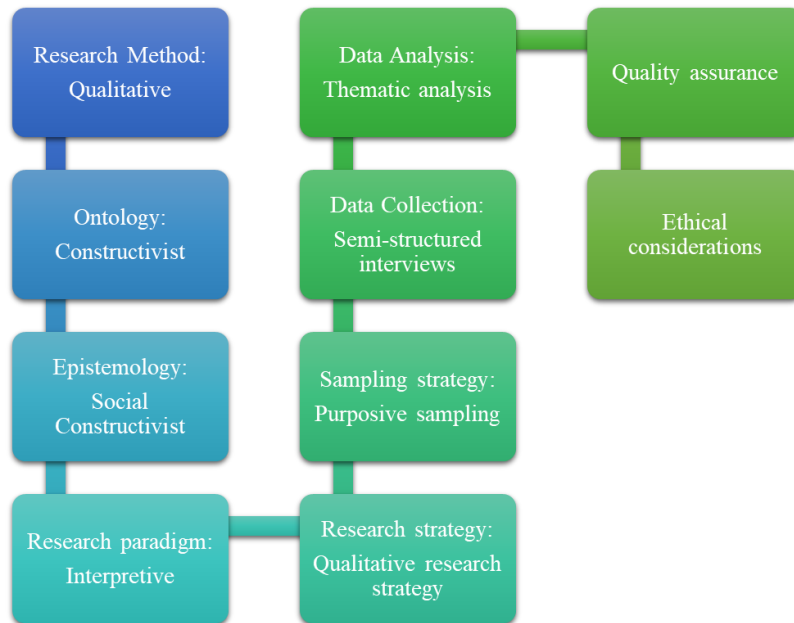 Research Method:
Qualitative
Ontology:
Constructivist
Epistemology:
Social
Constructivist
Research paradigm:
Interpretive
Research strategy:
Qualitative research
strategy
Sampling strategy:
Purposive sampling
Data Collection:
Semi-structured
interviews
Data Analysis:
Thematic analysis
Quality assurance
Ethical
considerations